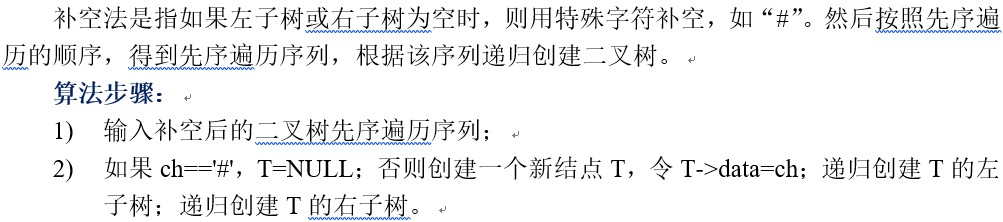 补空法是指如果左子树或右子树为空时，则用特殊字符补空，如“#”。然后按照先序遍
历的顺序，得到先序遍历序列，根据该序列递归创建二叉树。
算法步骤：
1) 输入补空后的二叉树先序遍历序列；
2) 如果 ch=='#'，T=NULL；否则创建一个新结点 T，令 T->data=ch；递归创建 T 的左
子树；递归创建 T 的右子树。